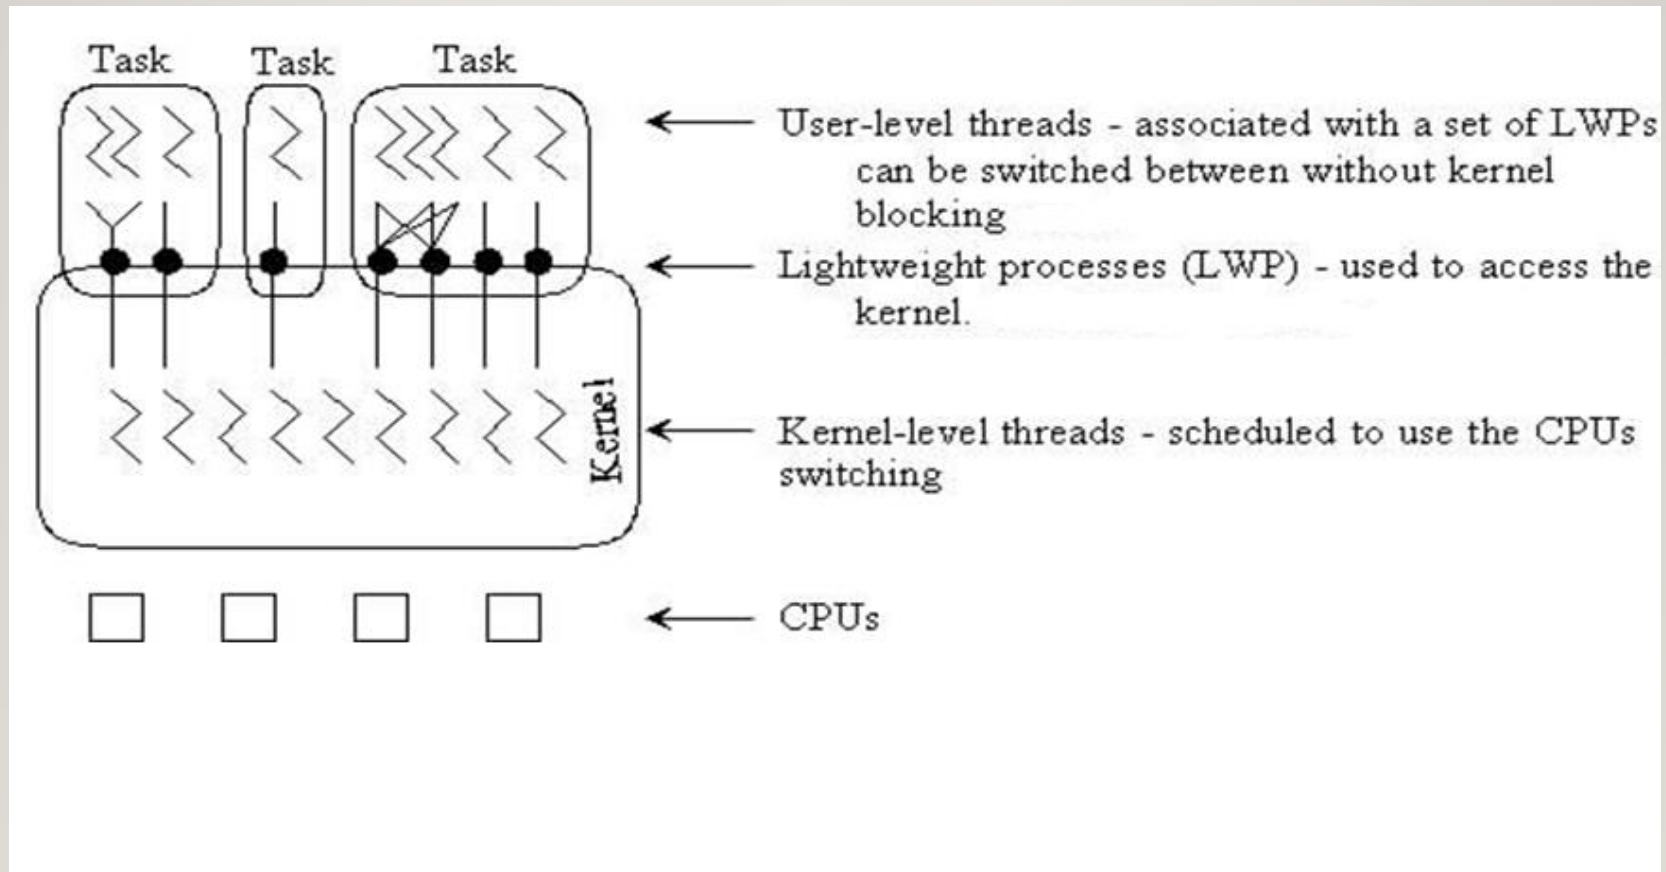 Task
Task
Task
User-level threads - associated with a set of LWPs
can be switched between without kernel
blocking
Lightweight processes (LWP) - used to access the
kernel.
Kernel
Kernel-level threads - scheduled to use the CPUs
switching
CPUs